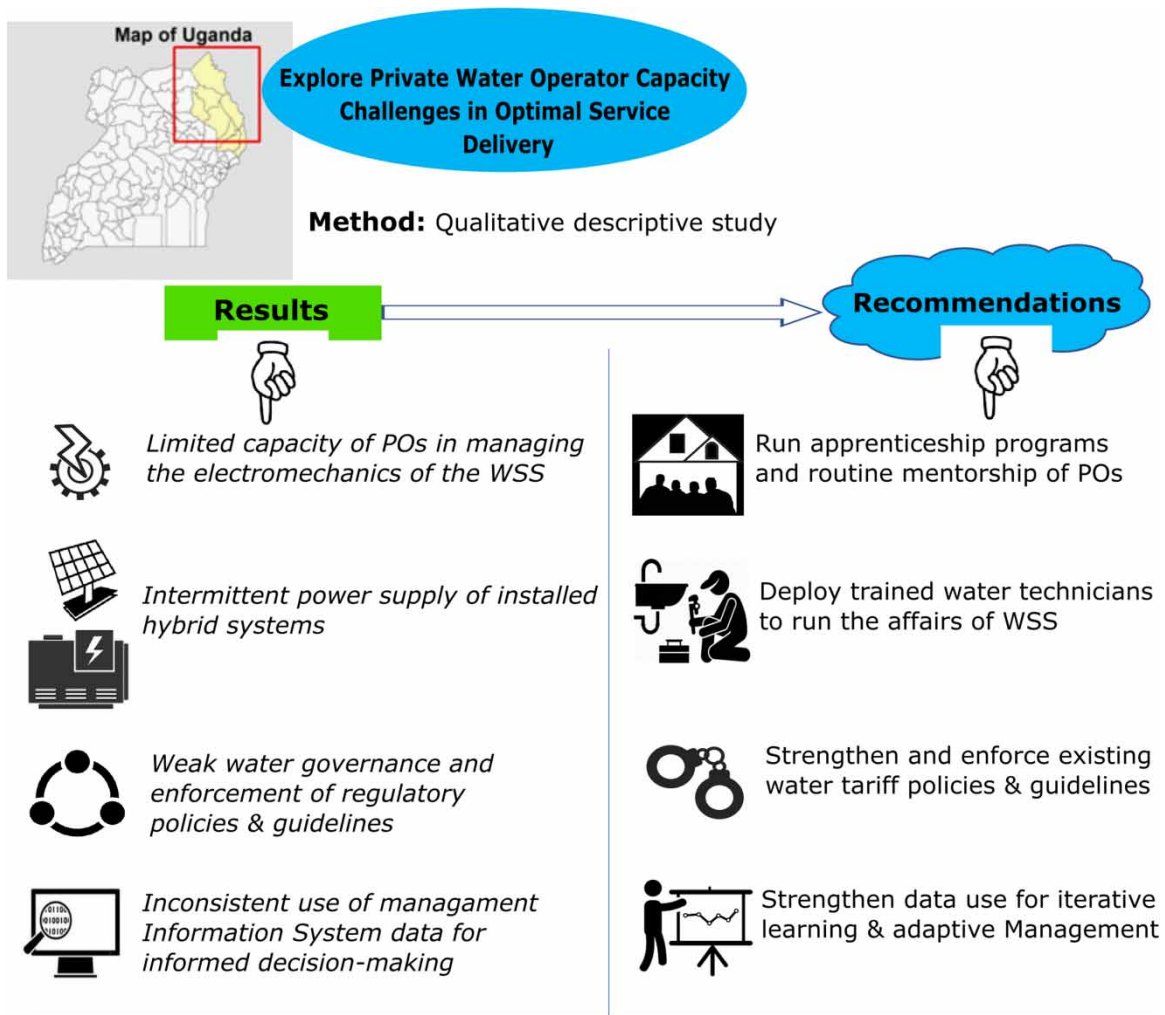 Map of Uganda
Explore Private Water Operator Capacity
Challenges in Optimal Service
Delivery
Method: Qualitative descriptive study
Results
Recommendations
Limited capacity of POs in managing
the electromechanics of the WSS
Intermittent power supply of installed
hybrid systems
Weak water governance and
enforcement of regulatory
policies & guidelines
Inconsistent use of managament
Information System data for
informed decision-making
Run apprenticeship programs
and routine mentorship of POs
Deploy trained water technicians
to run the affairs of WSS
Strengthen and enforce existing
water tariff policies & guidelines
Strengthen data use for iterative
learning & adaptive Management